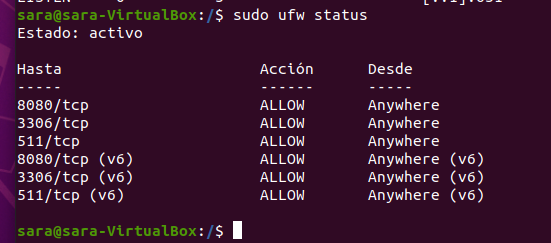 sara@sara-VirtualBox:/$ sudo ufw status
Estado: activo
Hasta Acción Desde
----- ------ -----
8080/tcp ALLOW Anywhere
3306/tcp ALLOW Anywhere
511/tcp ALLOW Anywhere
8080/tcp (v6) ALLOW Anywhere (v6)
3306/tcp (v6) ALLOW Anywhere (v6)
511/tcp (v6) ALLOW Anywhere (v6)
sara@sara-VirtualBox:/$